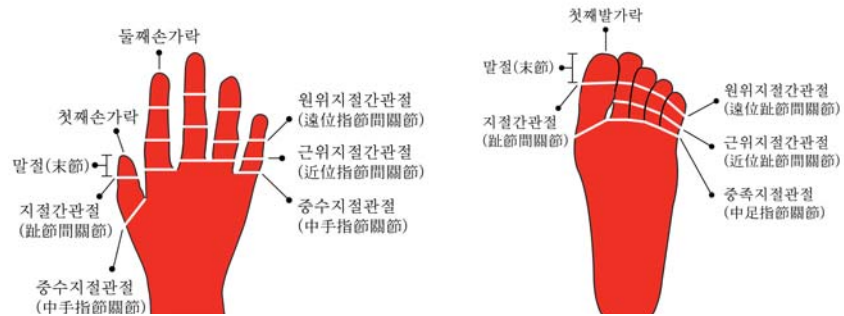 둘째손가락
첫째손가락
말절(末節)
지절간관절
(趾節間關節)
중수지절관절
(中手指節關節)
원위지절간관절
(遠位指節間關節)
근위지절간관절
(近位指節間關節)
중수지절관절
(中手指節關節)
첫째발가락
말절(末節)
지절간관절
(趾節間關節)
원위지절간관절
(遠位趾節間關節)
근위지절간관절
(近位趾節間關節)
중족지절관절
(中足指節關節)